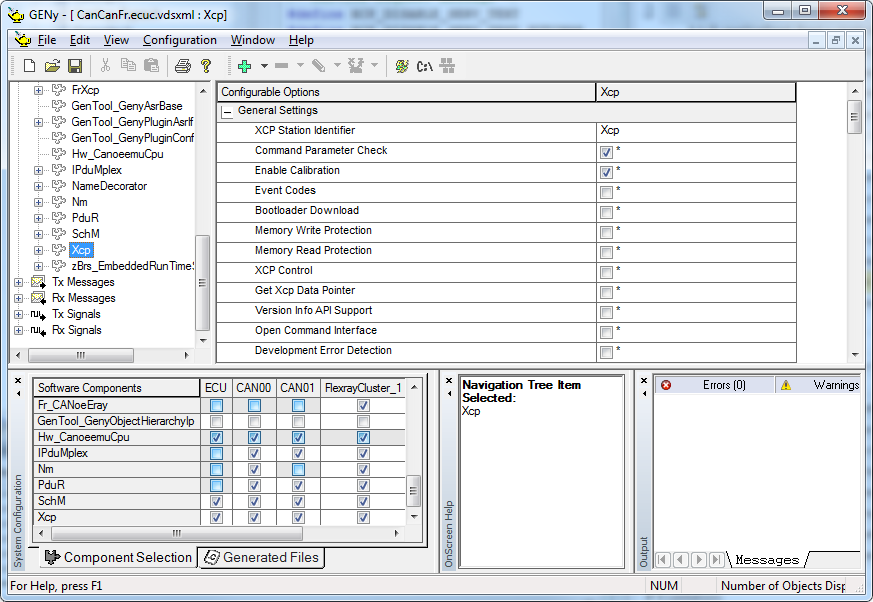 GENy - [ CanCanFr.ecuc.vdsxml : Xcp]
File Edit View Configuration Window Help
C:\
FrXcp
GenTool_GenyAsrBase
GenTool_GenyPluginAsrIf
GenTool_GenyPluginConf
Hw_CanoeemuCpu
IPduMplex
NameDecorator
Nm
PduR
SchM
Xcp
zBrs_EmbeddedRunTime
Tx Messages
Rx Messages
Tx Signals
Rx Signals
Configurable Options Xcp
General Settings
XCP Station Identifier Xcp
Command Parameter Check *
Enable Calibration *
Event Codes *
Bootloader Download *
Memory Write Protection *
Memory Read Protection *
XCP Control *
Get Xcp Data Pointer *
Version Info API Support *
Open Command Interface *
Development Error Detection *
System Configuration
Software Components ECU CAN00 CAN01 FlexrayCluster_1
Fr_CANoeEray
GenTool_GenyObjectHierarchyIp
Hw_CanoeemuCpu
IPduMplex
Nm
PduR
SchM
Xcp
Component Selection Generated Files
OnScreen Help
Navigation Tree Item
Selected:
Xcp
Output
Errors (0) Warnings
Messages
For Help, press F1 NUM Number of Objects Disp